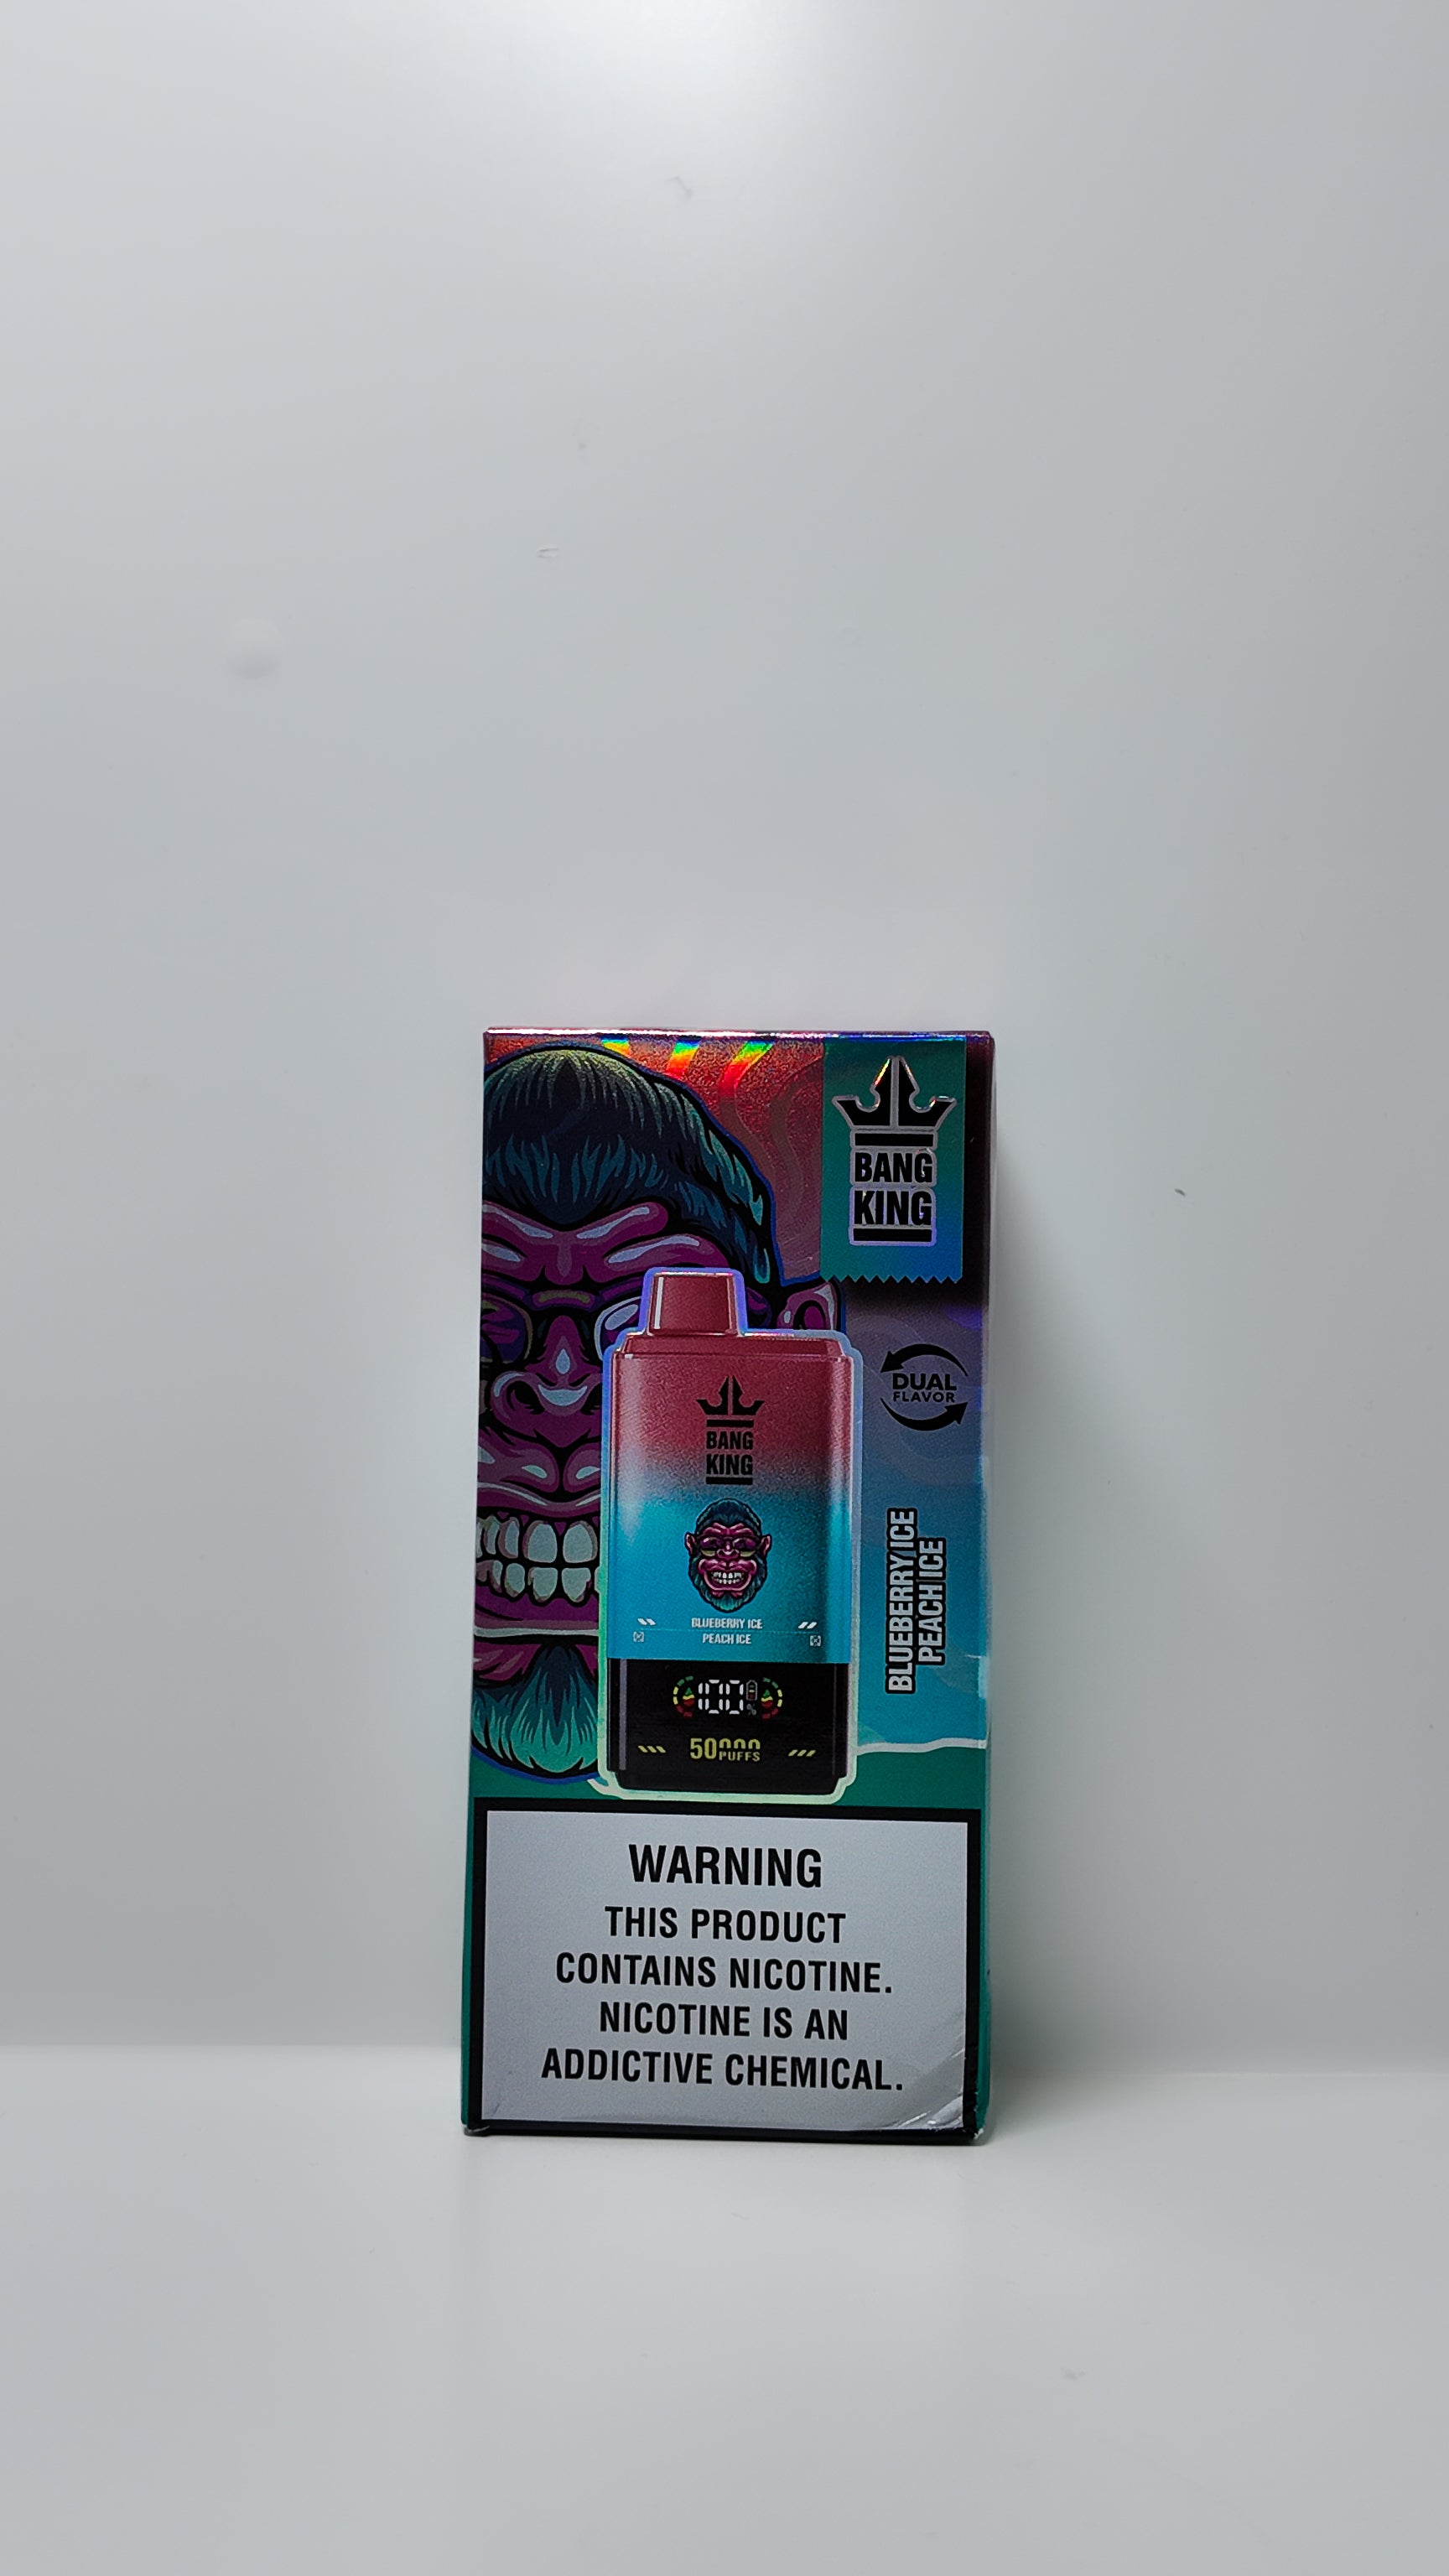 BANG
KING
DUAL
FLAVOR
BLUEBERRY ICE
PEACH ICE
BANG
KING
BLUEBERRY ICE
PEACH ICE
100%
50000
PUFFS
WARNING
THIS PRODUCT
CONTAINS NICOTINE.
NICOTINE IS AN
ADDICTIVE CHEMICAL.